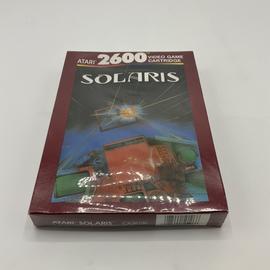 ATARI 2600 VIDEO GAME CARTRIDGE
SOLARIS
ATARI SOLARIS